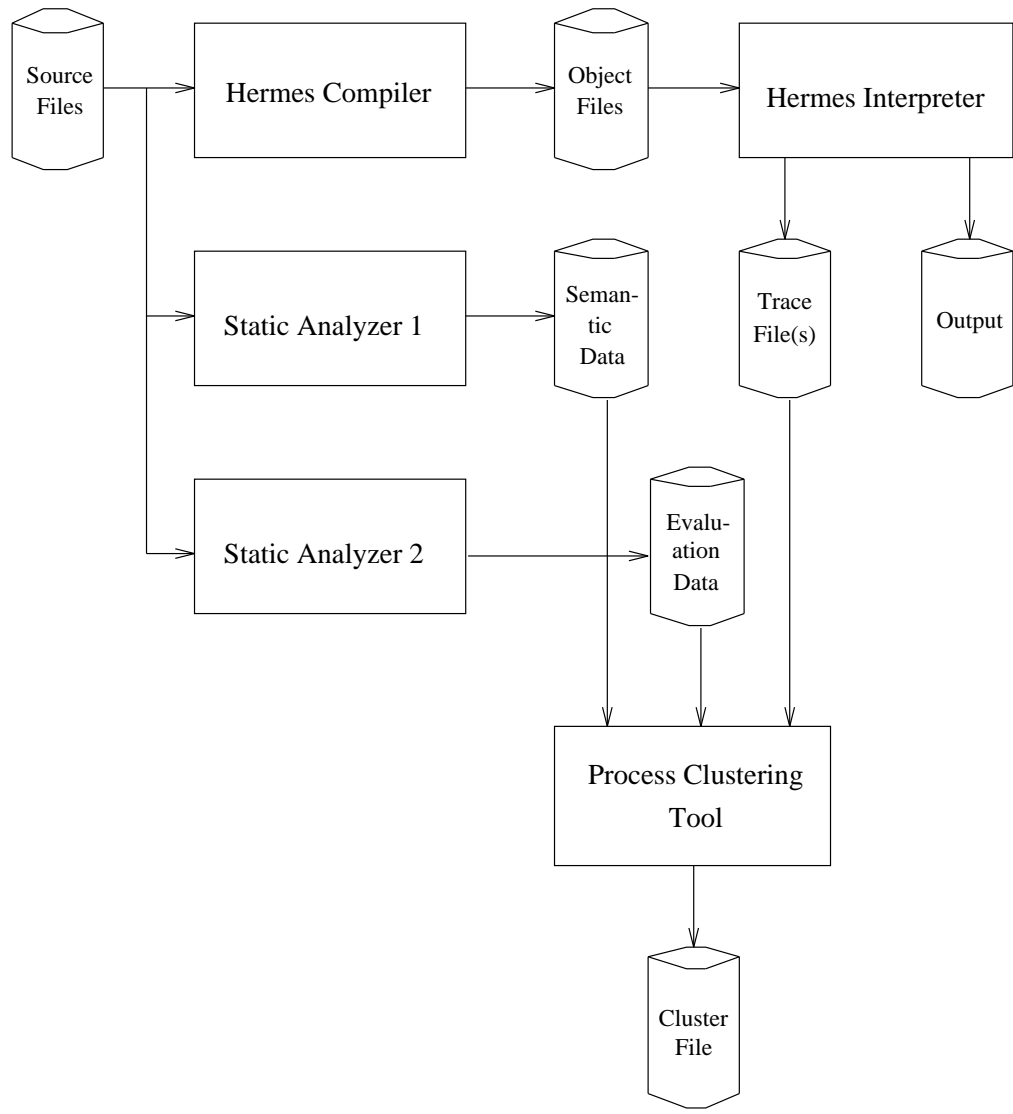 Source
Files
Hermes Compiler
Object
Files
Hermes Interpreter
Static Analyzer 1
Seman-
tic
Data
Trace
File(s)
Output
Static Analyzer 2
Evalu-
ation
Data
Process Clustering
Tool
Cluster
File